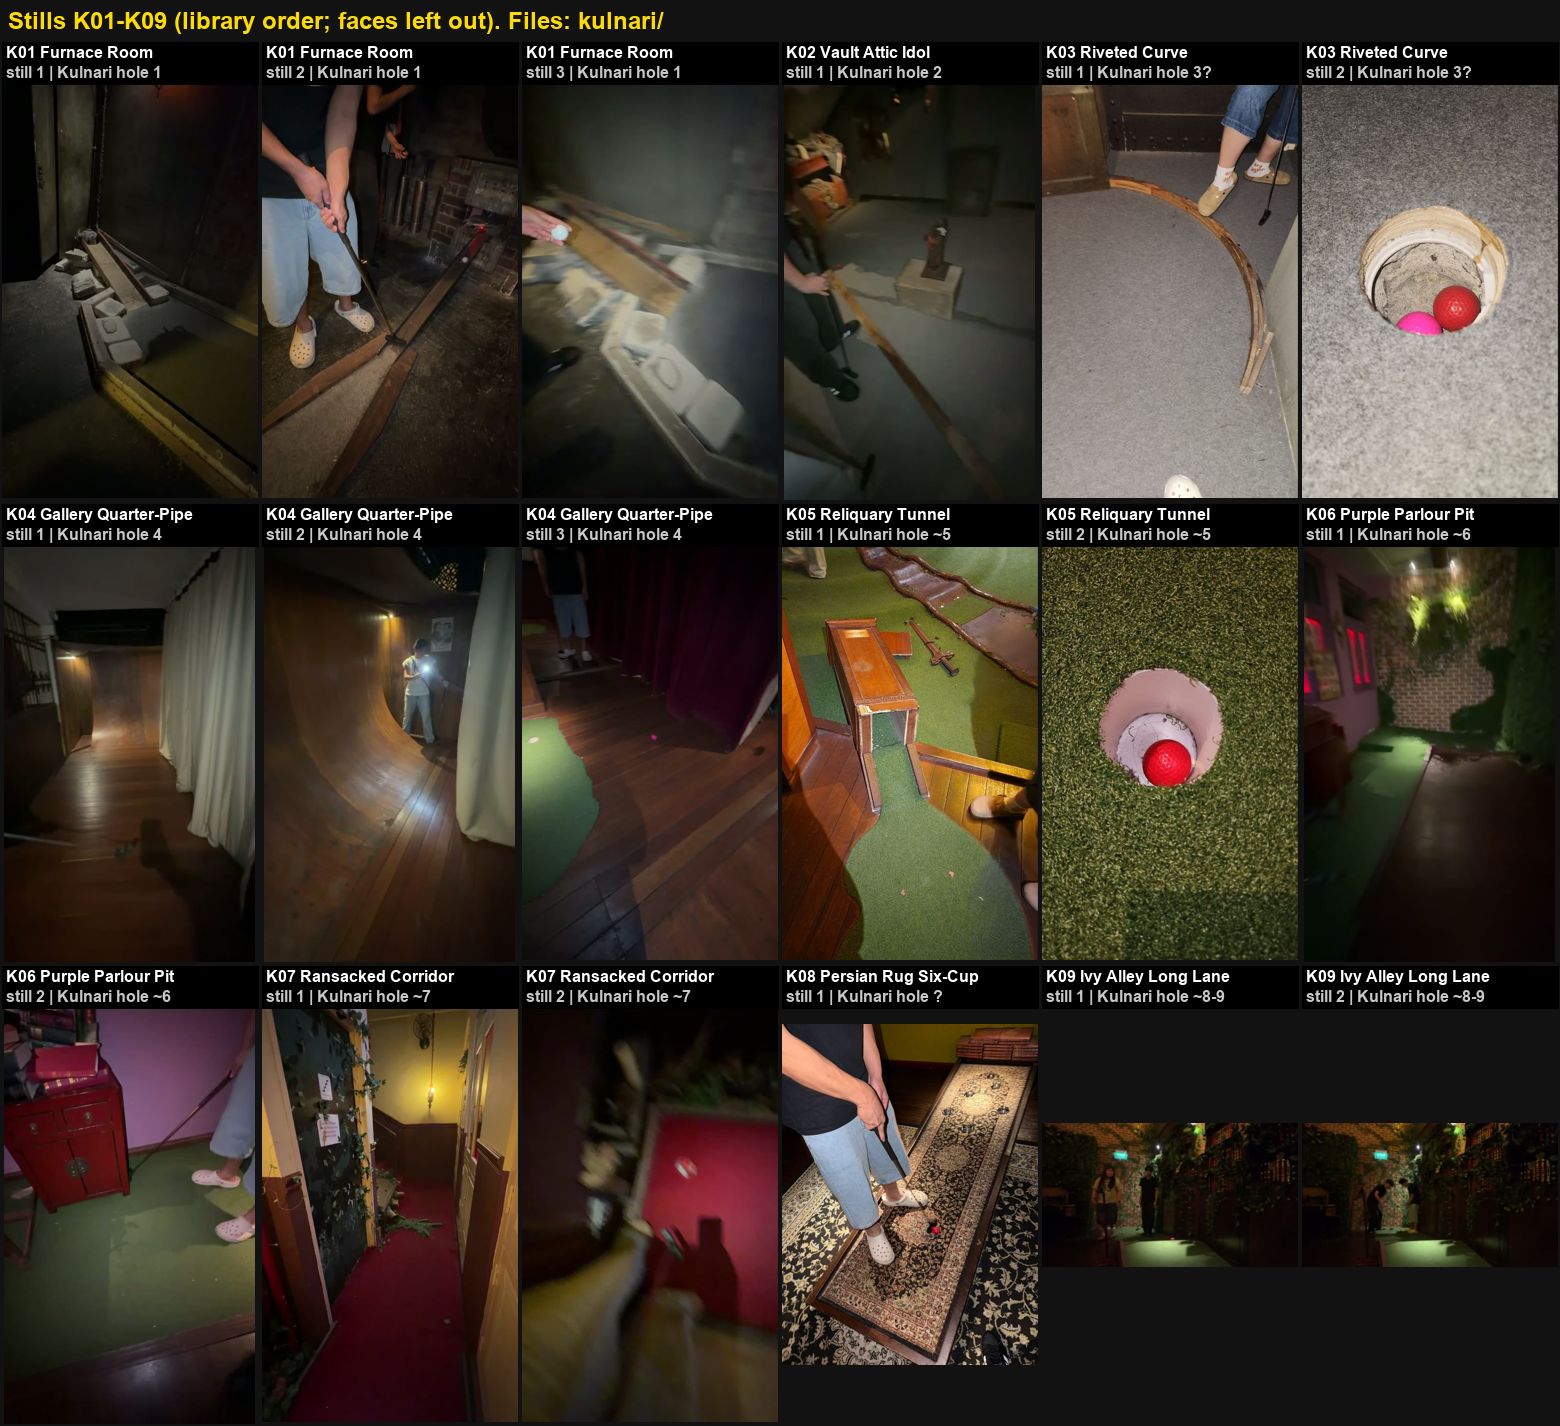 Stills K01-K09 (library order; faces left out). Files: kulnari/
K01 Furnace Room
still 1 | Kulnari hole 1
K01 Furnace Room
still 2 | Kulnari hole 1
K01 Furnace Room
still 3 | Kulnari hole 1
K02 Vault Attic Idol
still 1 | Kulnari hole 2
K03 Riveted Curve
still 1 | Kulnari hole 3?
K03 Riveted Curve
still 2 | Kulnari hole 3?
K04 Gallery Quarter-Pipe
still 1 | Kulnari hole 4
K04 Gallery Quarter-Pipe
still 2 | Kulnari hole 4
K04 Gallery Quarter-Pipe
still 3 | Kulnari hole 4
K05 Reliquary Tunnel
still 1 | Kulnari hole ~5
K05 Reliquary Tunnel
still 2 | Kulnari hole ~5
K06 Purple Parlour Pit
still 1 | Kulnari hole ~6
K06 Purple Parlour Pit
still 2 | Kulnari hole ~6
K07 Ransacked Corridor
still 1 | Kulnari hole ~7
K07 Ransacked Corridor
still 2 | Kulnari hole ~7
K08 Persian Rug Six-Cup
still 1 | Kulnari hole ?
K09 Ivy Alley Long Lane
still 1 | Kulnari hole ~8-9
K09 Ivy Alley Long Lane
still 2 | Kulnari hole ~8-9